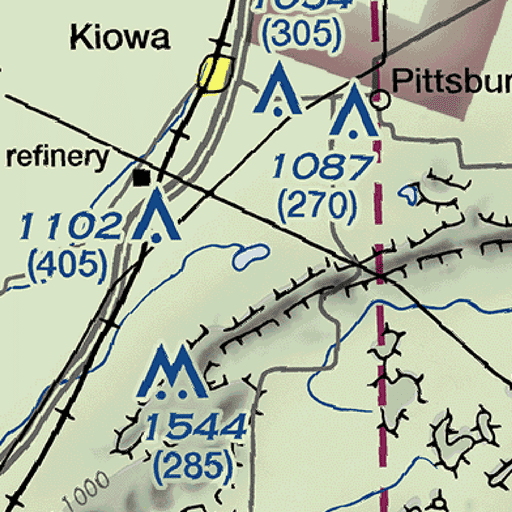 (305)
Kiowa
Pittsbur
refinery
1087
(270)
1102
(405)
1544
(285)
1000